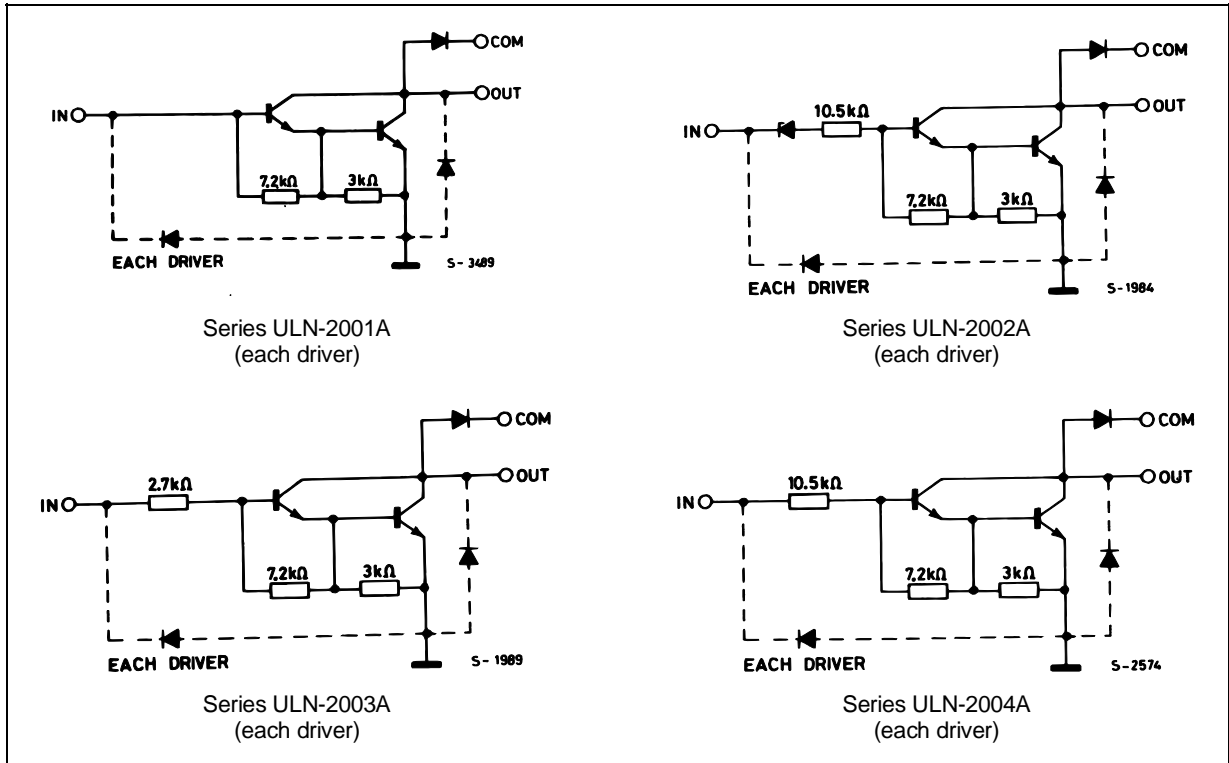 COM
OUT
IN
7.2kΩ
3kΩ
EACH DRIVER
S-3489
Series ULN-2001A
(each driver)
COM
OUT
IN
10.5kΩ
7.2kΩ
3kΩ
EACH DRIVER
S-1984
Series ULN-2002A
(each driver)
COM
OUT
IN
2.7kΩ
7.2kΩ
3kΩ
EACH DRIVER
S-1989
Series ULN-2003A
(each driver)
COM
OUT
IN
10.5kΩ
7.2kΩ
3kΩ
EACH DRIVER
S-2574
Series ULN-2004A
(each driver)